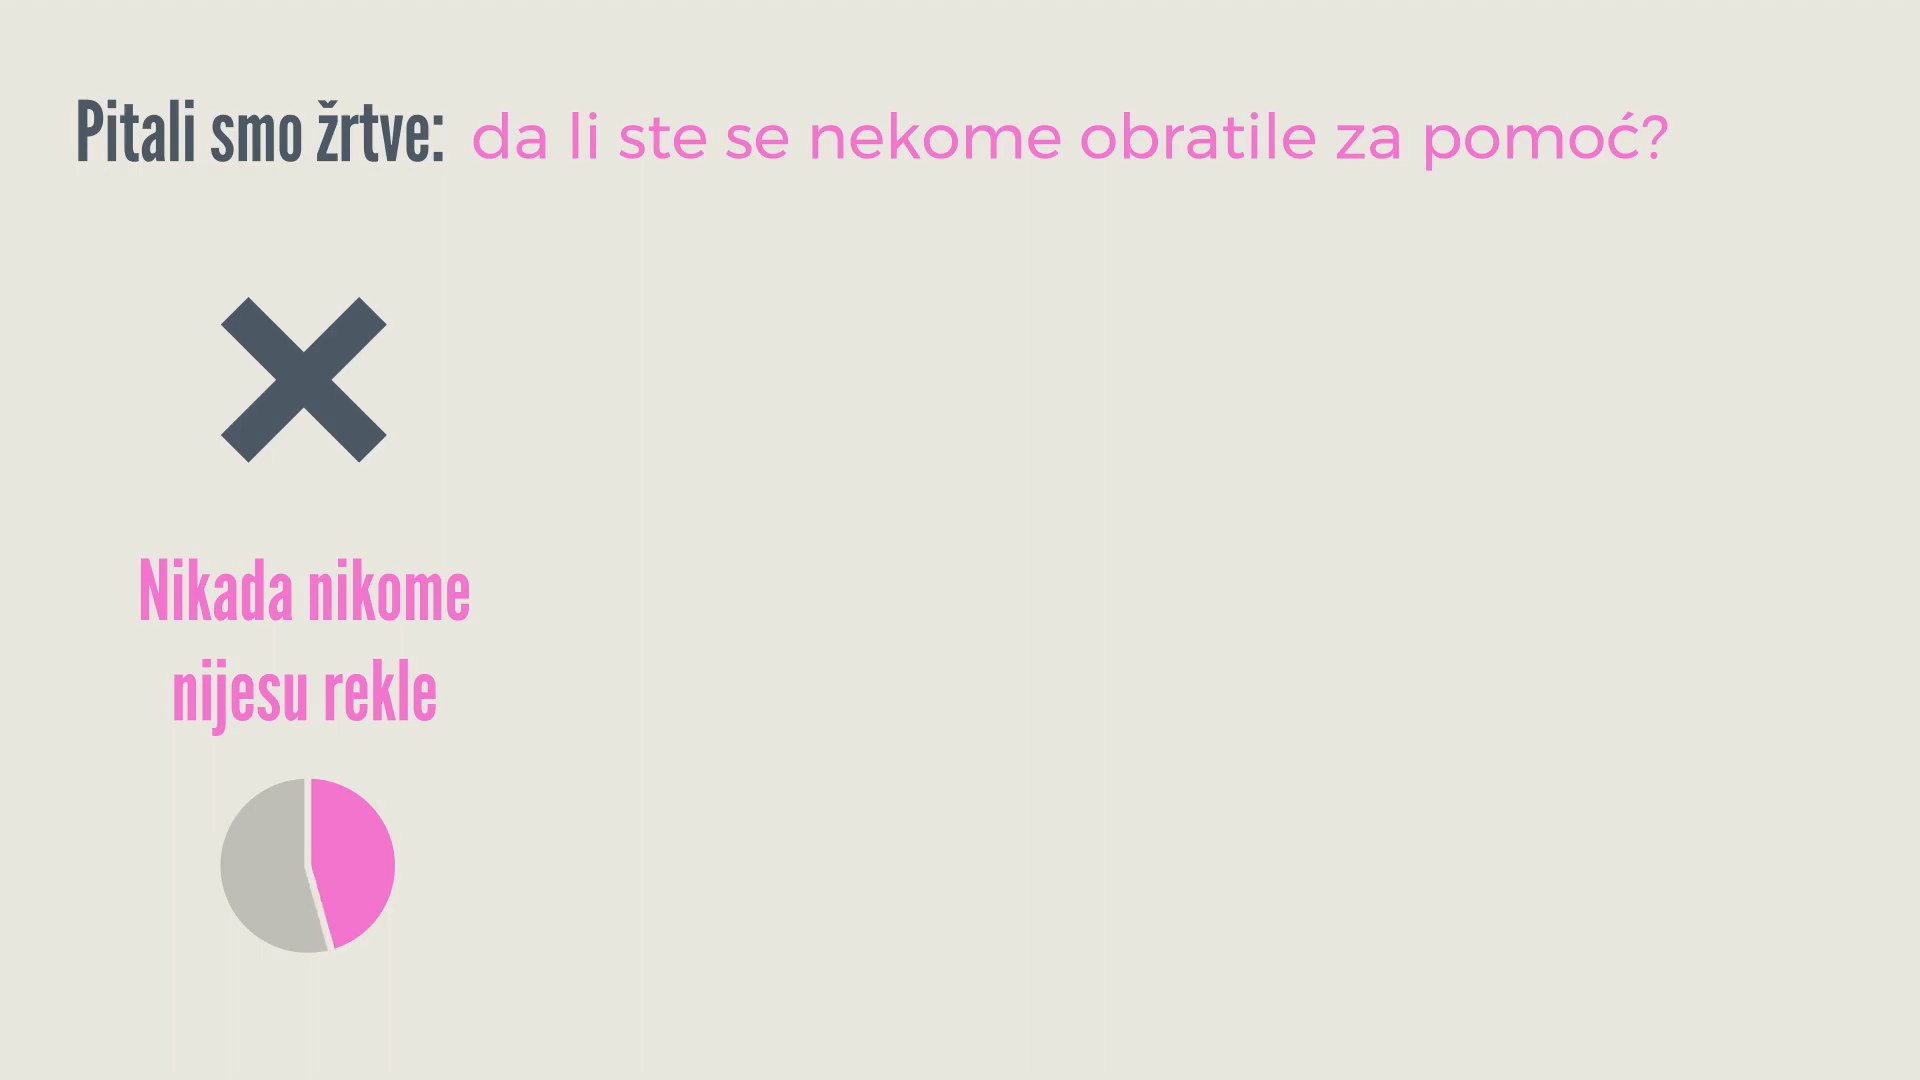 Pitali smo žrtve: da li ste se nekome obratile za pomoć?
Nikada nikome
nijesu rekle